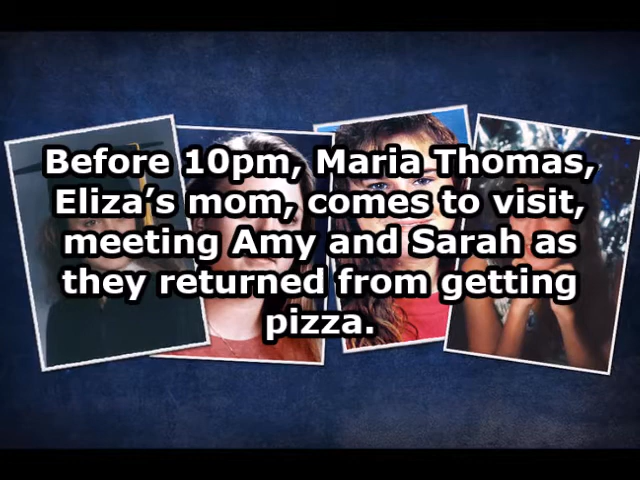 Before 10pm, Maria Thomas,
Eliza’s mom, comes to visit,
meeting Amy and Sarah as
they returned from getting
pizza.